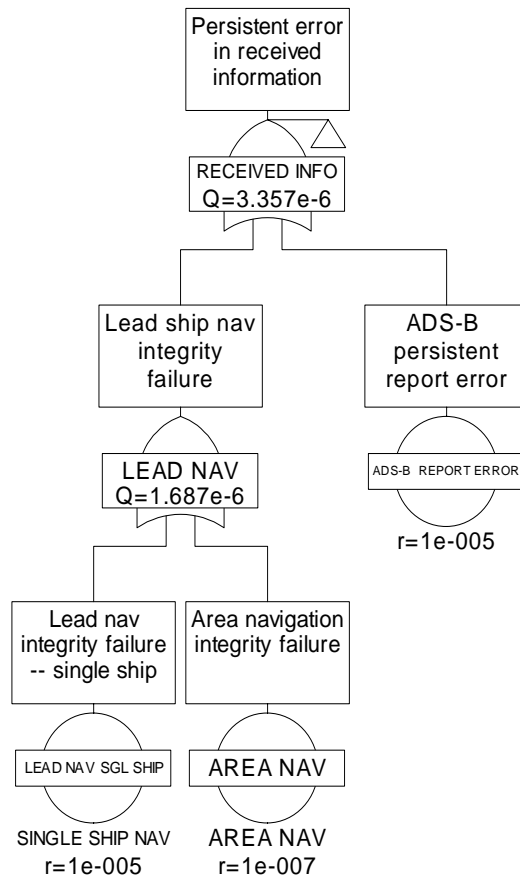 Persistent error
in received
information
RECEIVED INFO
Q=3.357e-6
Lead ship nav
integrity
failure
ADS-B
persistent
report error
LEAD NAV
Q=1.687e-6
ADS-B REPORT ERROR
r=1e-005
Lead nav
integrity failure
-- single ship
Area navigation
integrity failure
LEAD NAV SGL SHIP
AREA NAV
SINGLE SHIP NAV
r=1e-005
AREA NAV
r=1e-007